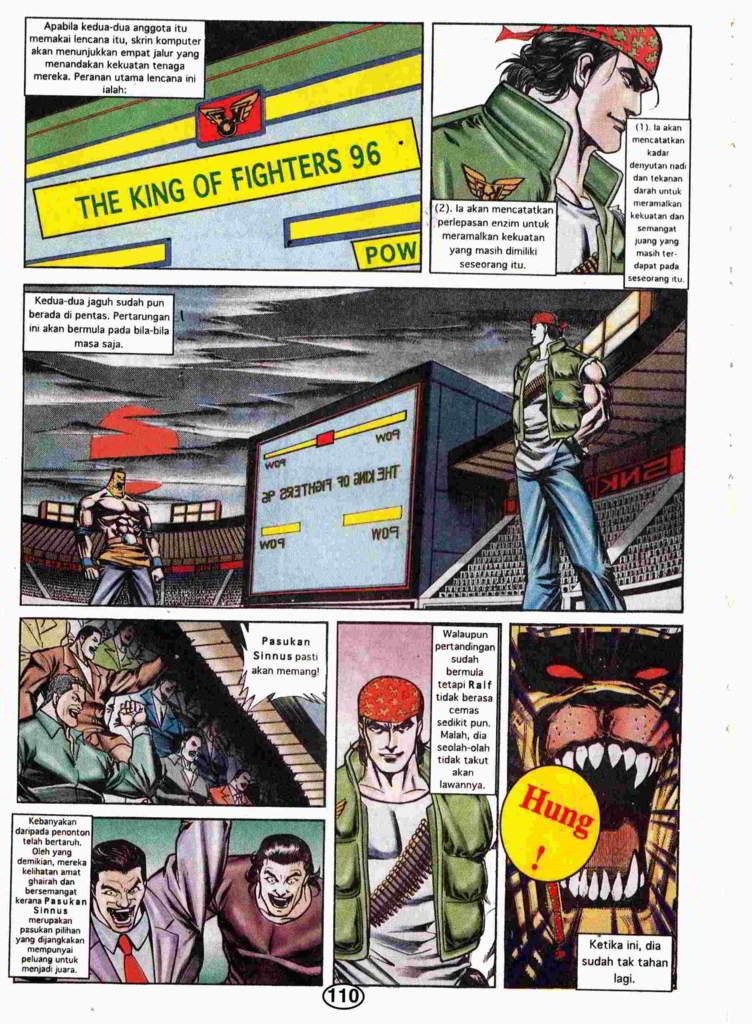 Apabila kedua-dua anggota itu
memakai lencana itu, skrin komputer
akan menunjukkan empat jalur yang
menandakan kekuatan tenaga
mereka. Peranan utama lencana ini
ialah:
THE KING OF FIGHTERS 96
POW
(1). Ia akan
mencatatkan
kadar
denyutan nadi
dan tekanan
darah untuk
meramalkan
kekuatan dan
semangat
juang yang
masih ter-
dapat pada
seseorang itu.
(2). Ia akan mencatatkan
perlepasan enzim untuk
meramalkan kekuatan
yang masih dimiliki
seseorang itu.
Kedua-dua jaguh sudah pun
berada di pentas. Pertarungan
ini akan bermula pada bila-bila
masa saja.
POW
POW
THE KING OF FIGHTERS 96
POW
POW
SNK
Pasukan
Sinnus pasti
akan memang!
Kebanyakan
daripada penonton
telah bertaruh.
Oleh yang
demikian, mereka
kelihatan amat
ghairah dan
bersemangat
kerana Pasukan
Sinnus
merupakan
pasukan pilihan
yang dijangkakan
mempunyai
peluang untuk
menjadi juara.
Walaupun
pertandingan
sudah
bermula
tetapi Ralf
tidak berasa
cemas
sedikit pun.
Malah, dia
seolah-olah
tidak takut
akan
lawannya.
Hung
!
Ketika ini, dia
sudah tak tahan
lagi.
110